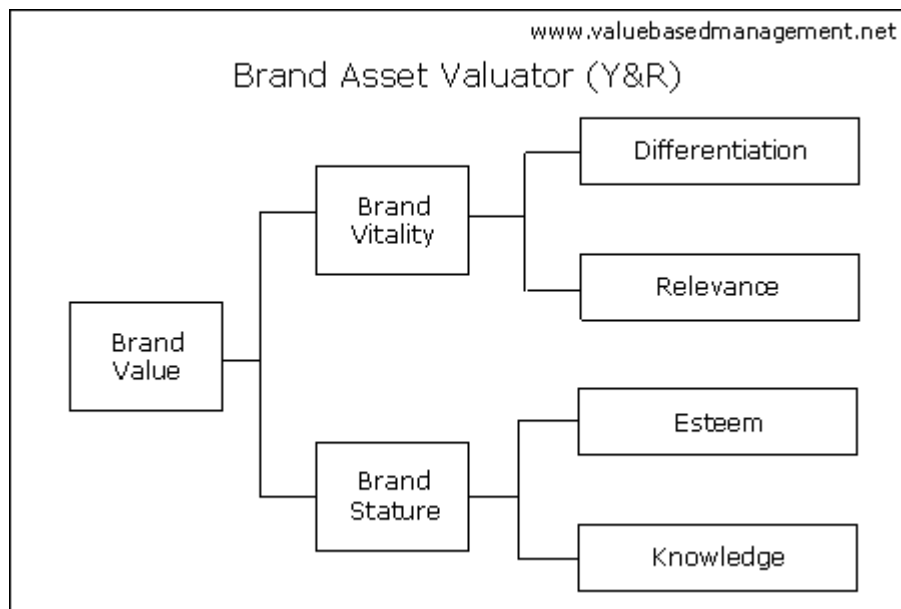 www.valuebasedmanagement.net
Brand Asset Valuator (Y&R)
Differentiation
Brand
Vitality
Relevance
Brand
Value
Esteem
Brand
Stature
Knowledge